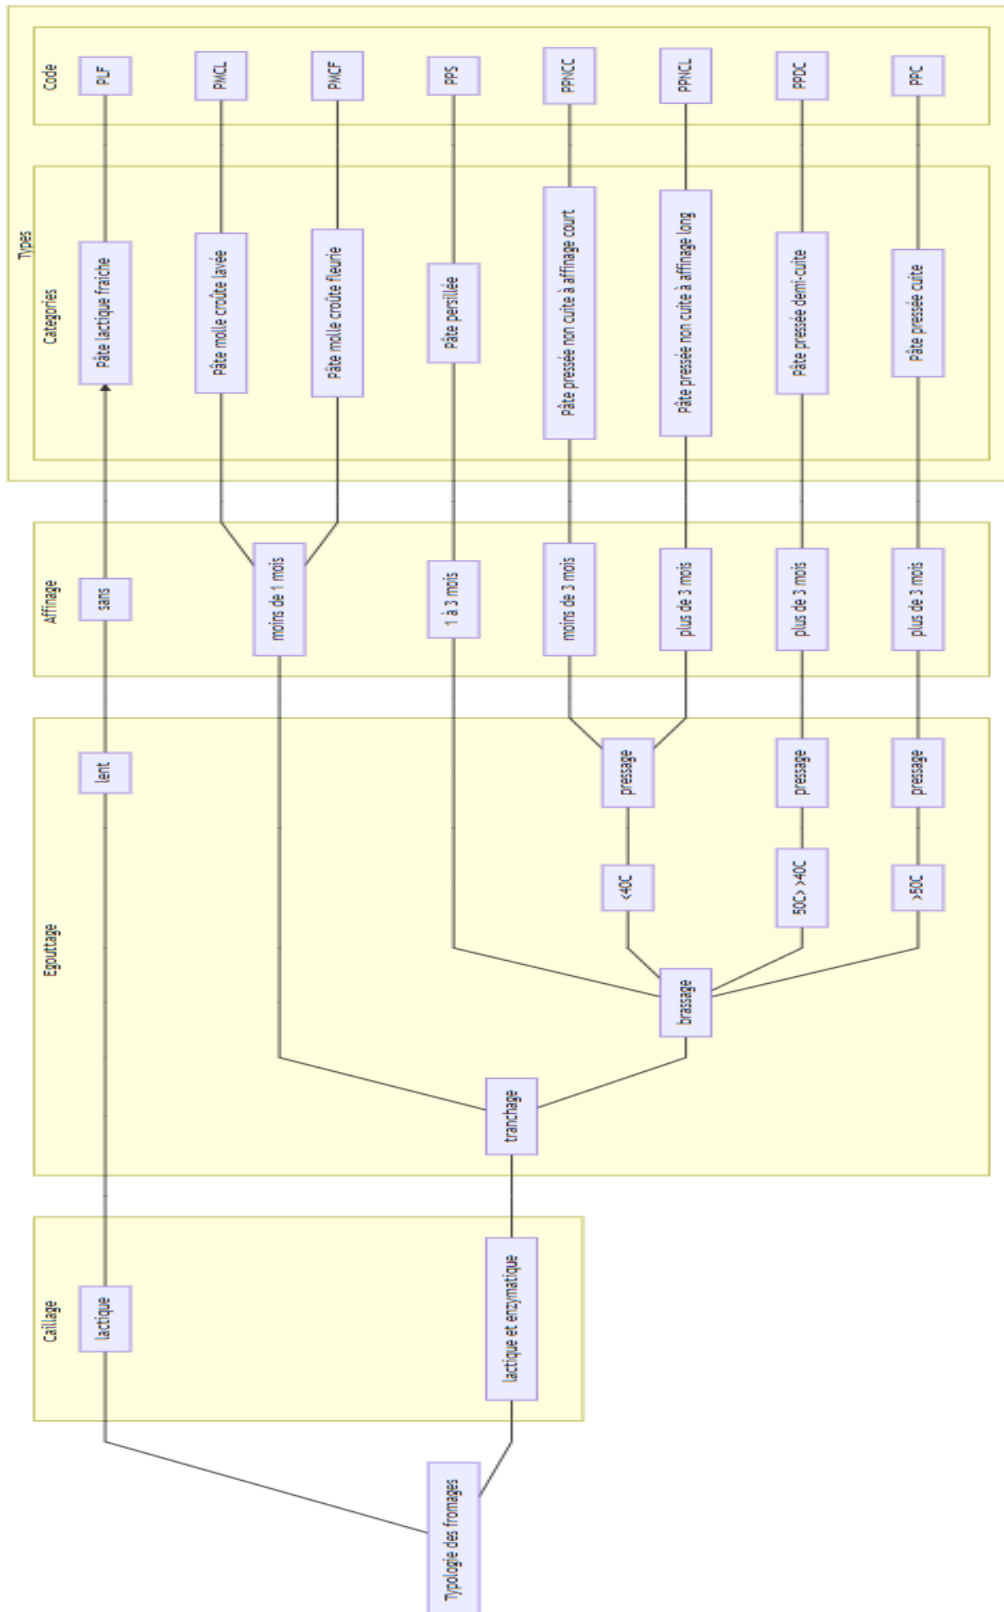 Typologie des fromages
Caillage
lactique
lactique et enzymatique
Egouttage
lent
tranchage
brassage
<40C
pressage
50C> >40C
pressage
>50C
pressage
Affinage
sans
moins de 1 mois
1 à 3 mois
moins de 3 mois
plus de 3 mois
plus de 3 mois
plus de 3 mois
Types
Categories
Pâte lactique fraiche
Pâte molle croûte lavée
Pâte molle croûte fleurie
Pâte persillée
Pâte pressée non cuite à affinage court
Pâte pressée non cuite à affinage long
Pâte pressée demi-cuite
Pâte pressée cuite
Code
PLF
PMCL
PMCF
PPS
PPNCC
PPNCL
PPDC
PPC